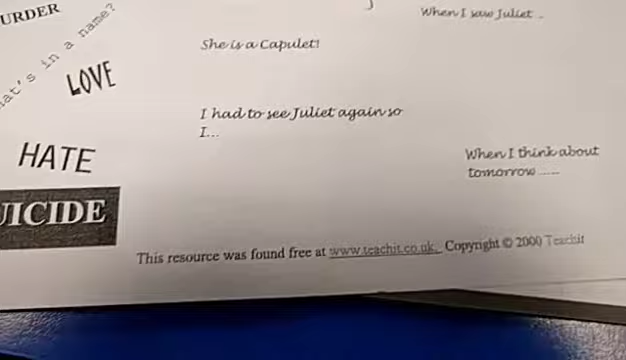 URDER
at's in a name?
LOVE
HATE
UICIDE
When I saw Juliet ..
She is a Capulet!
I had to see Juliet again so
I...
When I think about
tomorrow ......
This resource was found free at www.teachit.co.uk. Copyright © 2000 Teachit